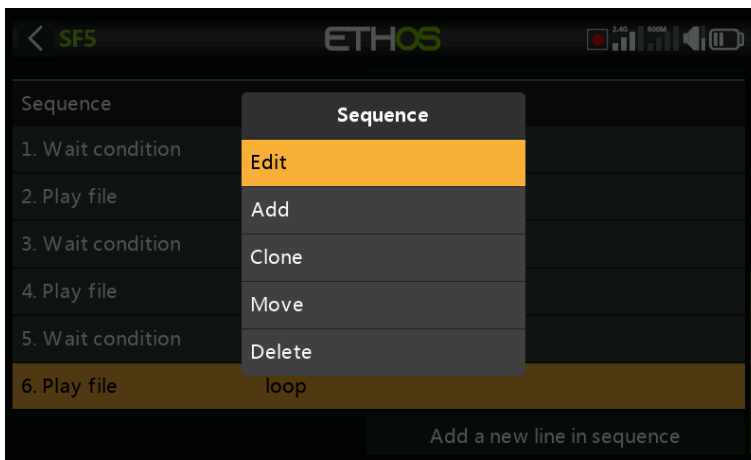 SF5
ETHOS
2.4G
900M
Sequence
Sequence
1. Wait condition
Edit
2. Play file
Add
3. Wait condition
Clone
4. Play file
Move
5. Wait condition
Delete
6. Play file loop
Add a new line in sequence